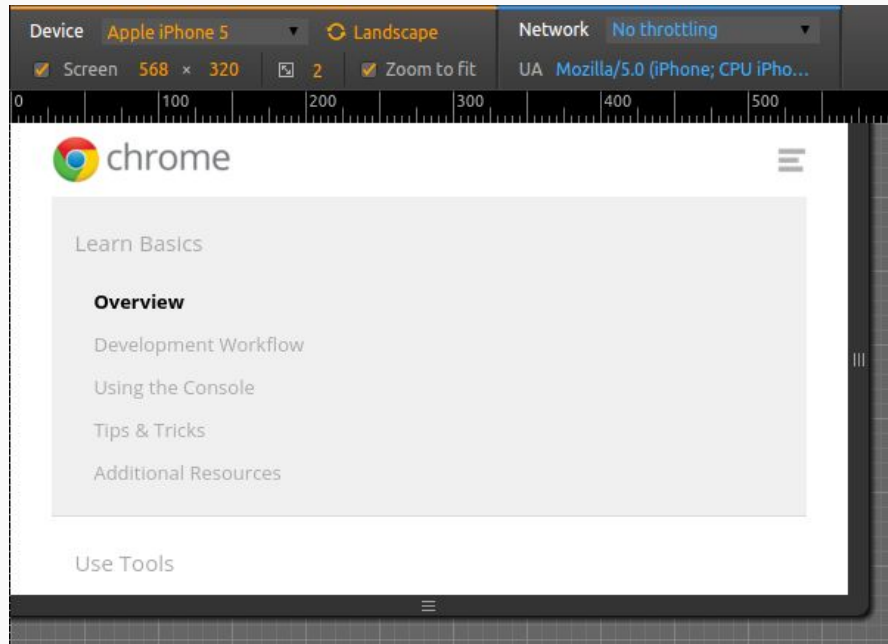 Device Apple iPhone 5 Landscape Network No throttling
Screen 568 × 320 2 Zoom to fit UA Mozilla/5.0 (iPhone; CPU iPho...
0 100 200 300 400 500
chrome
Learn Basics
Overview
Development Workflow
Using the Console
Tips & Tricks
Additional Resources
Use Tools